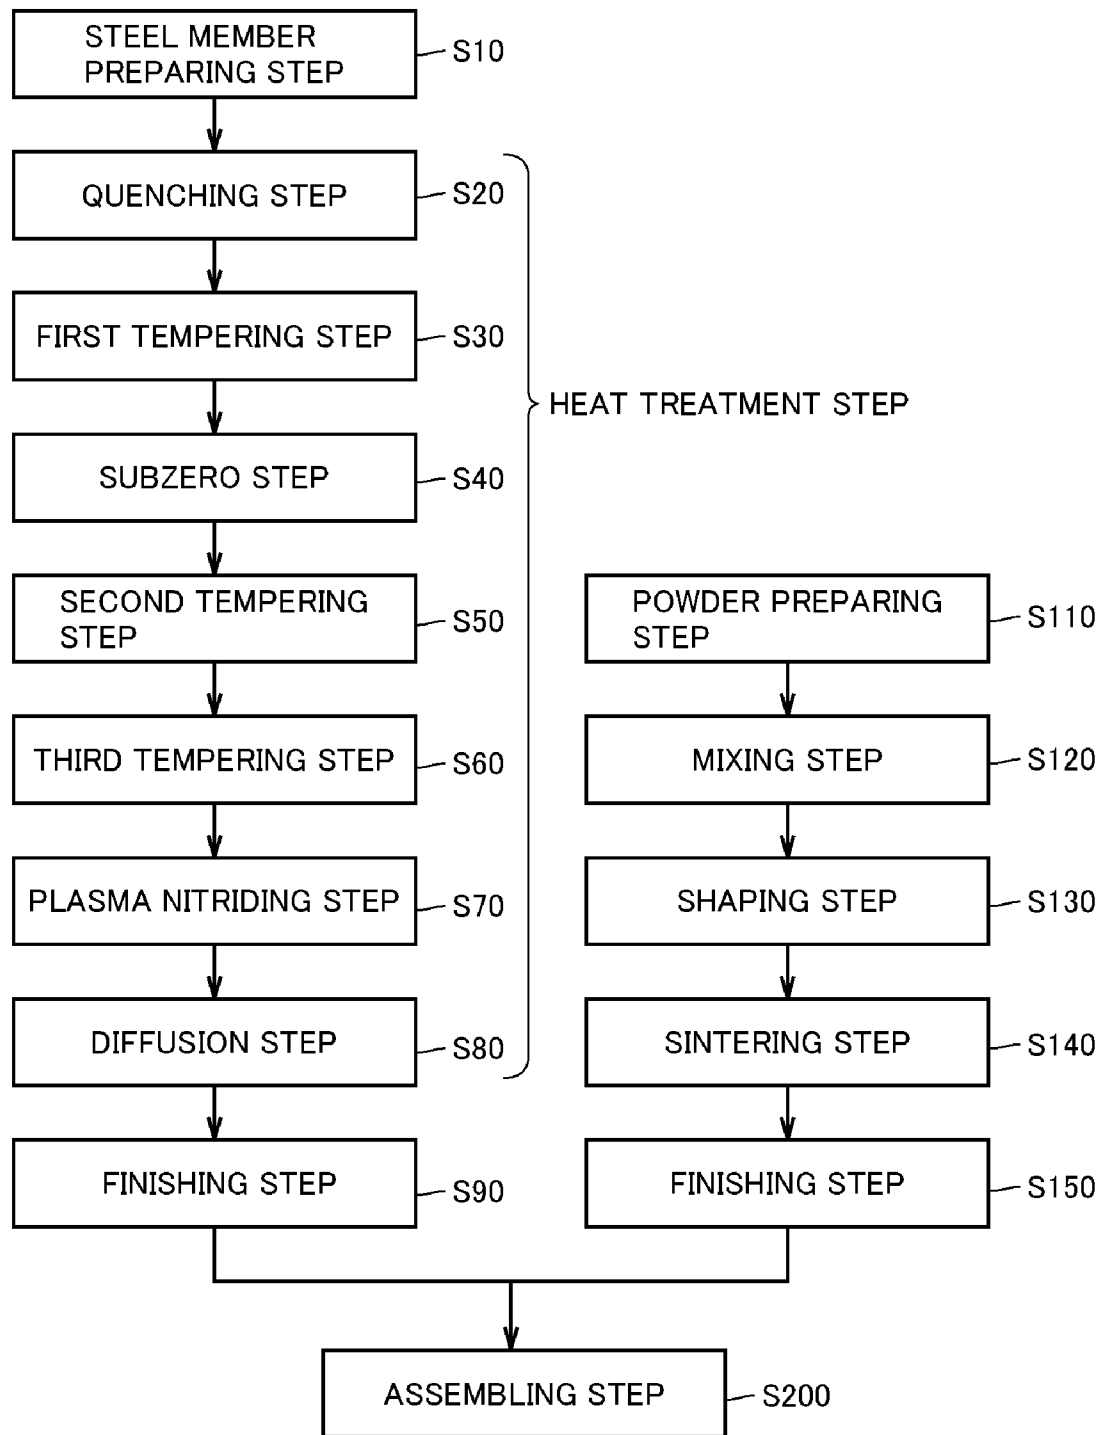 STEEL MEMBER
PREPARING STEP
S10
QUENCHING STEP
S20
FIRST TEMPERING STEP
S30
HEAT TREATMENT STEP
SUBZERO STEP
S40
SECOND TEMPERING
STEP
S50
THIRD TEMPERING STEP
S60
PLASMA NITRIDING STEP
S70
DIFFUSION STEP
S80
FINISHING STEP
S90
POWDER PREPARING
STEP
S110
MIXING STEP
S120
SHAPING STEP
S130
SINTERING STEP
S140
FINISHING STEP
S150
ASSEMBLING STEP
S200